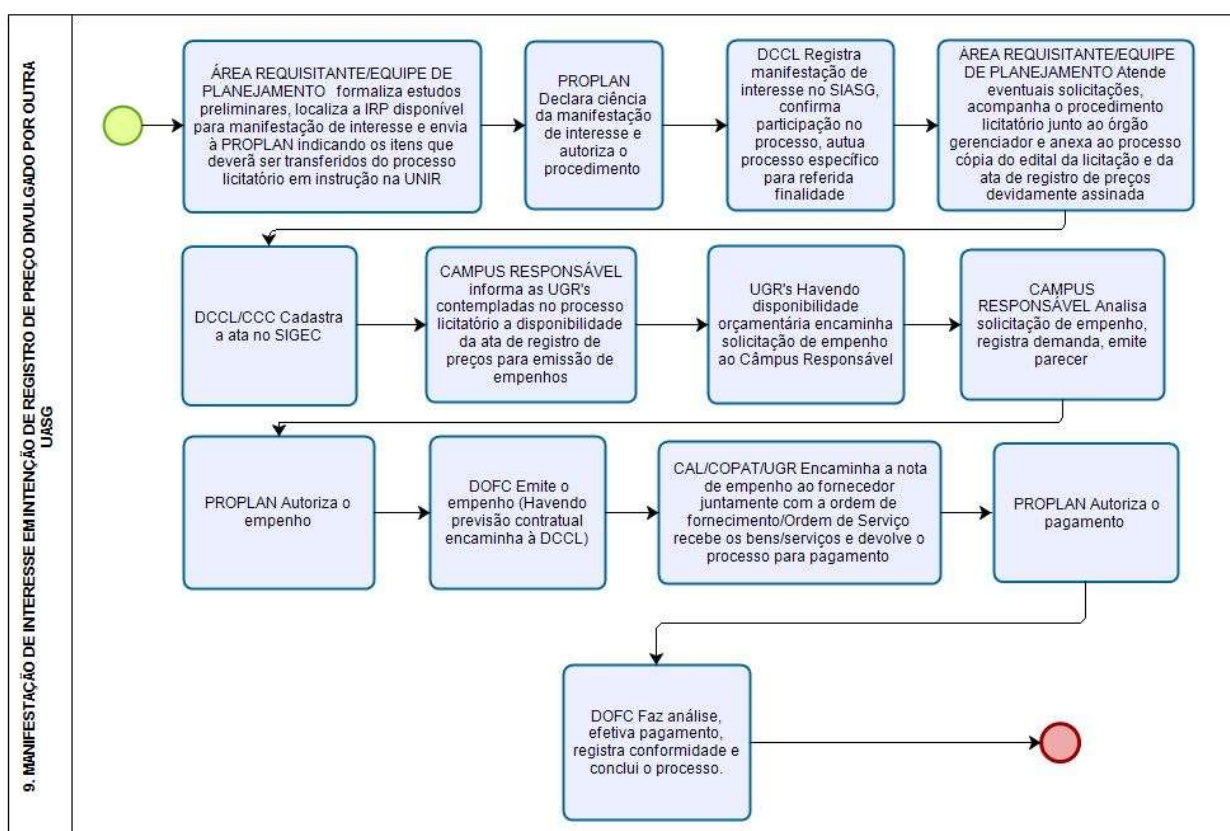 9. MANIFESTAÇÃO DE INTERESSE EM INTENÇÃO DE REGISTRO DE PREÇO DIVULGADO POR OUTRA
UASG
ÁREA REQUISITANTE/EQUIPE DE
PLANEJAMENTO formaliza estudos
preliminares, localiza a IRP disponível
para manifestação de interesse e envia
à PROPLAN indicando os itens que
deverã ser transferidos do processo
licitatório em instrução na UNIR
PROPLAN
Declara ciência
da manifestação
de interesse e
autoriza o
procedimento
DCCL Registra
manifestação de
interesse no SIASG,
confirma
participação no
processo, autua
processo específico
para referida
finalidade
ÁREA REQUISITANTE/EQUIPE
DE PLANEJAMENTO Atende
eventuais solicitações,
acompanha o procedimento
licitatório junto ao órgão
gerenciador e anexa ao processo
cópia do edital da licitação e da
ata de registro de preços
devidamente assinada
DCCL/CCC Cadastra
a ata no SIGEC
CAMPUS RESPONSÁVEL
informa as UGR's
contempladas no processo
licitatório a disponibilidade
da ata de registro de
preços para emissão de
empenhos
UGR's Havendo
disponibilidade
orçamentária encaminha
solicitação de empenho
ao Câmpus Responsável
CAMPUS
RESPONSÁVEL Analisa
solicitação de empenho,
registra demanda, emite
parecer
PROPLAN Autoriza o
empenho
DOFC Emite o
empenho (Havendo
previsão contratual
encaminha à DCCL)
CAL/COPAT/UGR Encaminha a nota
de empenho ao fornecedor
juntamente com a ordem de
fornecimento/Ordem de Serviço
recebe os bens/serviços e devolve o
processo para pagamento
PROPLAN Autoriza o
pagamento
DOFC Faz análise,
efetiva pagamento,
registra conformidade e
conclui o processo.